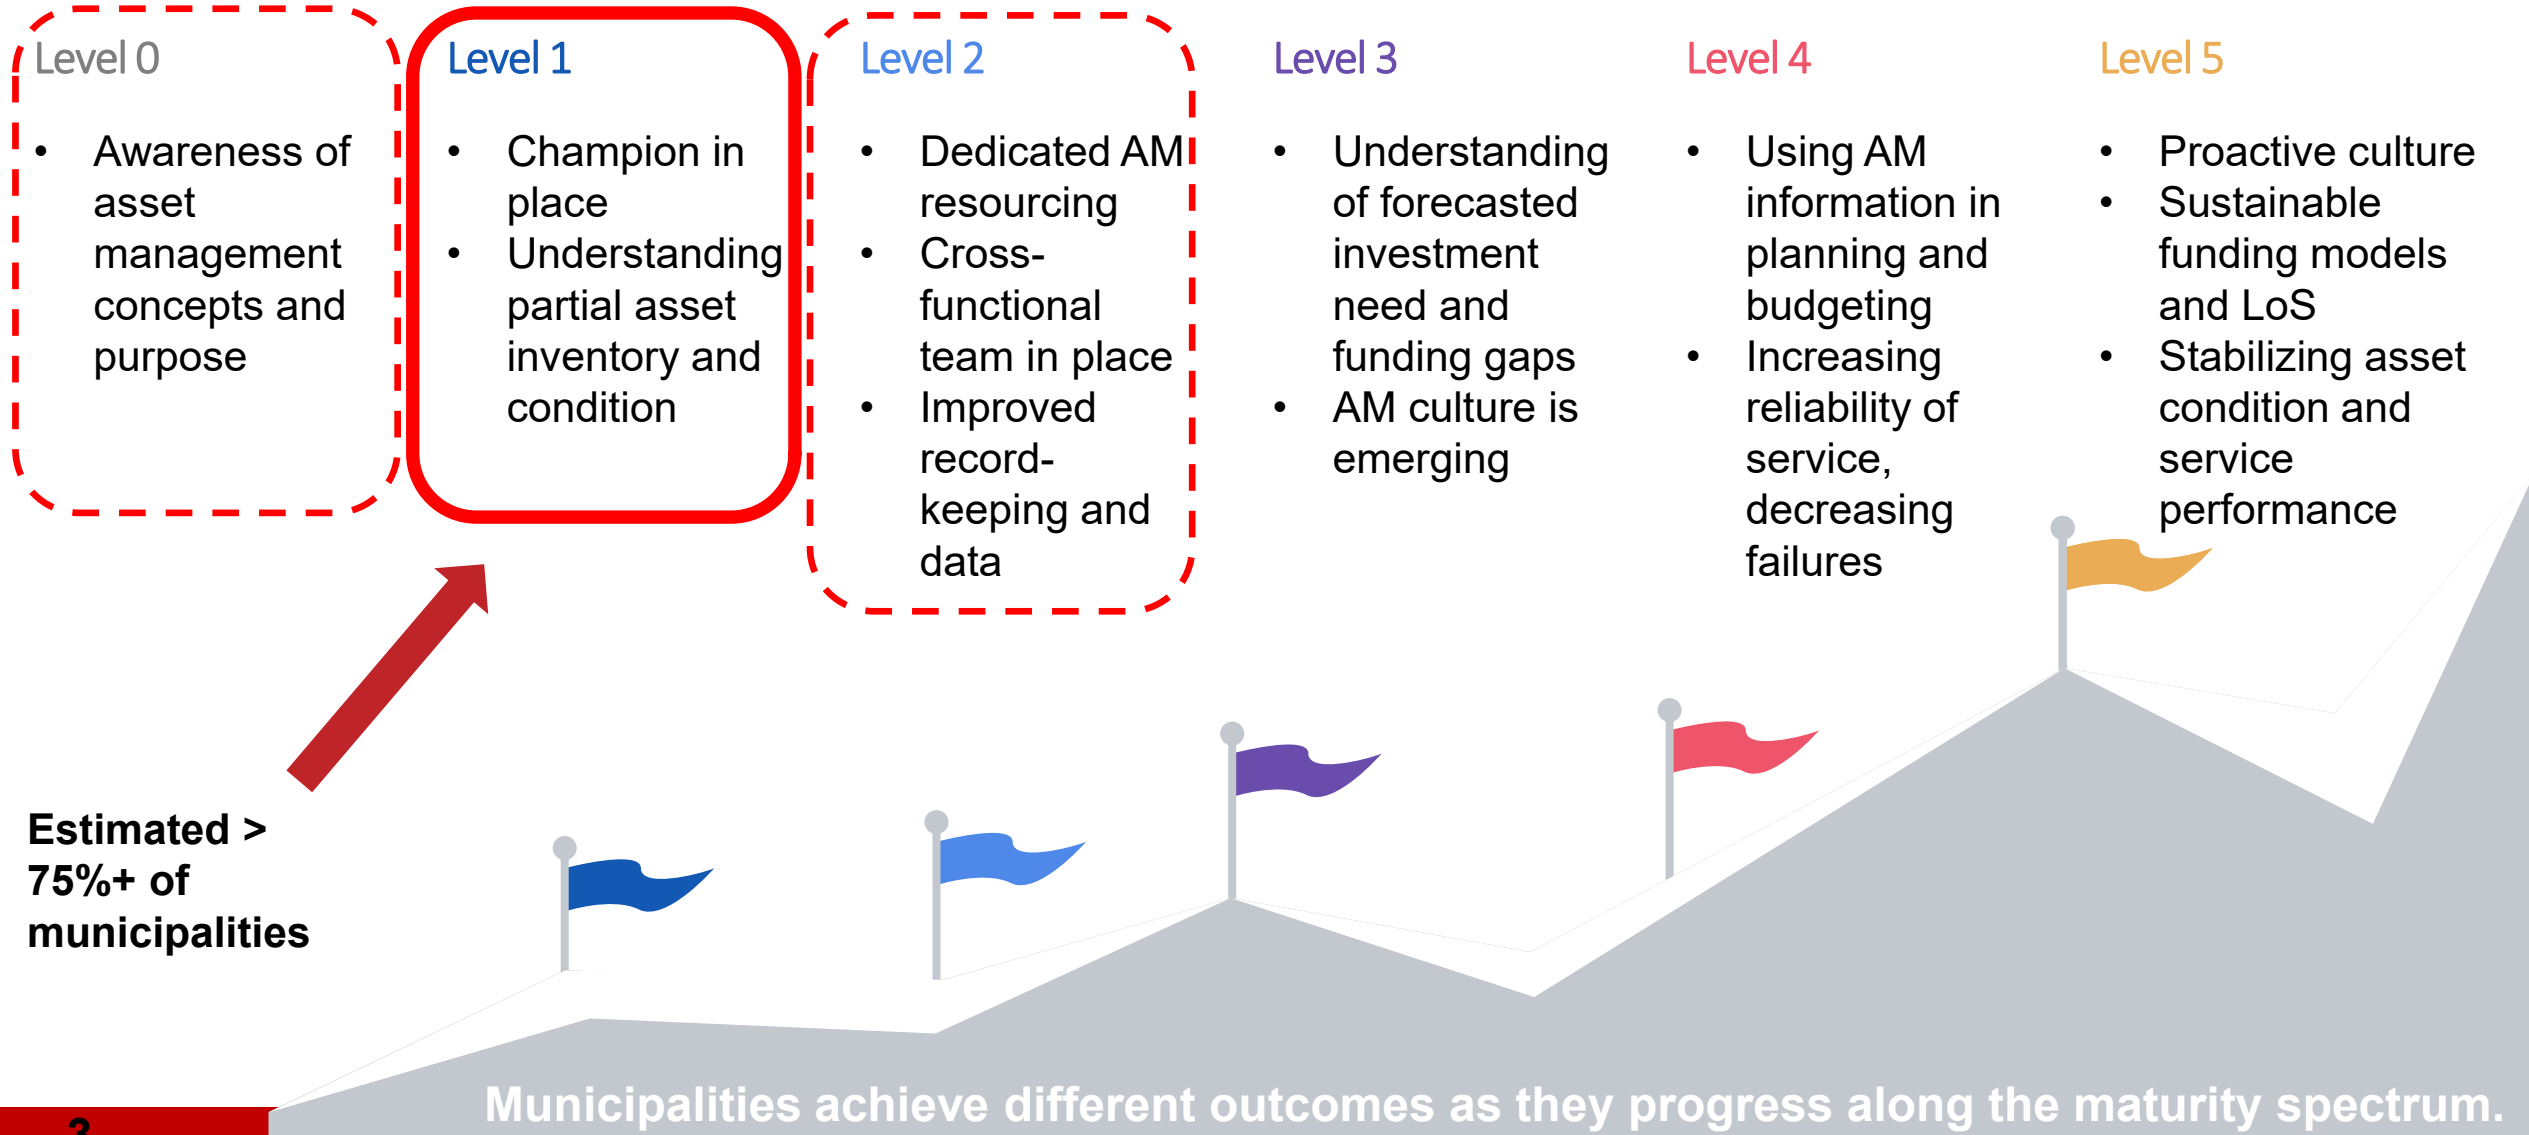 Level 0
• Awareness of
asset
management
concepts and
purpose
Level 1
• Champion in
place
• Understanding
partial asset
inventory and
condition
Level 2
• Dedicated AM
resourcing
• Cross-
functional
team in place
• Improved
record-
keeping and
data
Level 3
• Understanding
of forecasted
investment
need and
funding gaps
• AM culture is
emerging
Level 4
• Using AM
information in
planning and
budgeting
• Increasing
reliability of
service,
decreasing
failures
Level 5
• Proactive culture
• Sustainable
funding models
and LoS
• Stabilizing asset
condition and
service
performance
Estimated >
75%+ of
municipalities
Municipalities achieve different outcomes as they progress along the maturity spectrum.
3